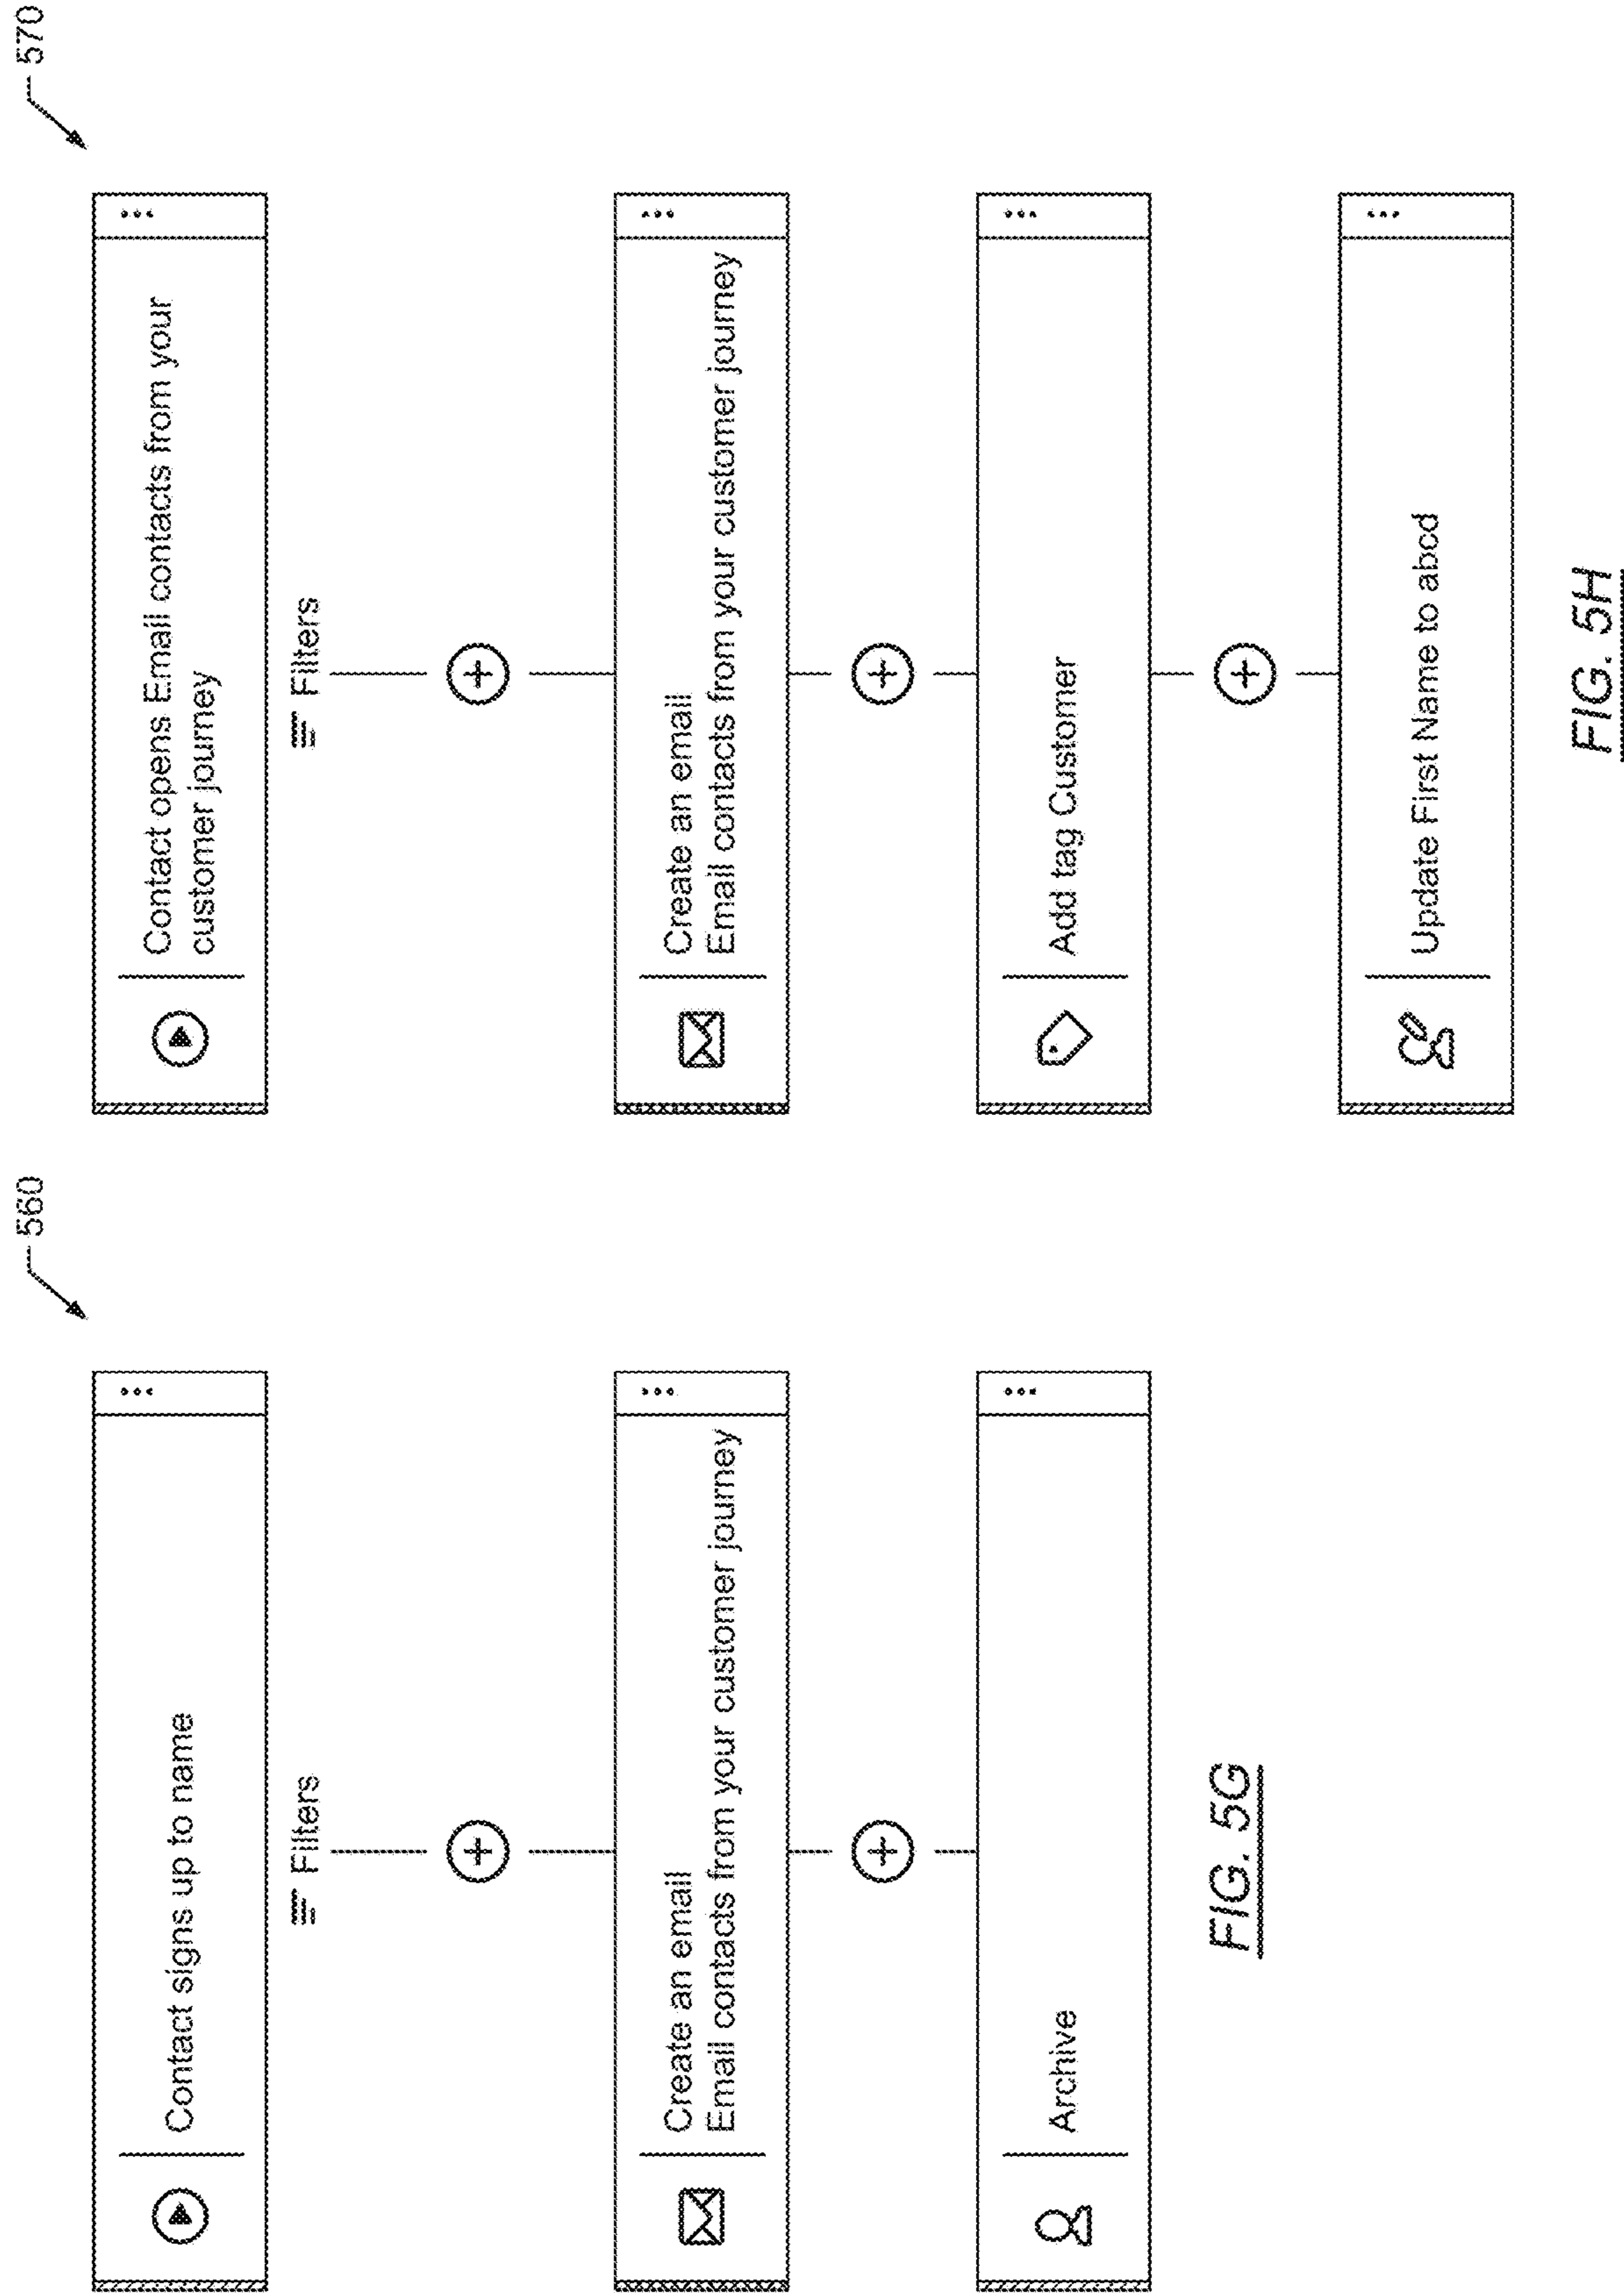 560
Contact signs up to name
Filters
Create an email
Email contacts from your customer journey
Archive
FIG. 5G
570
Contact opens Email contacts from your
customer journey
Filters
Create an email
Email contacts from your customer journey
Add tag Customer
Update First Name to abcd
FIG. 5H